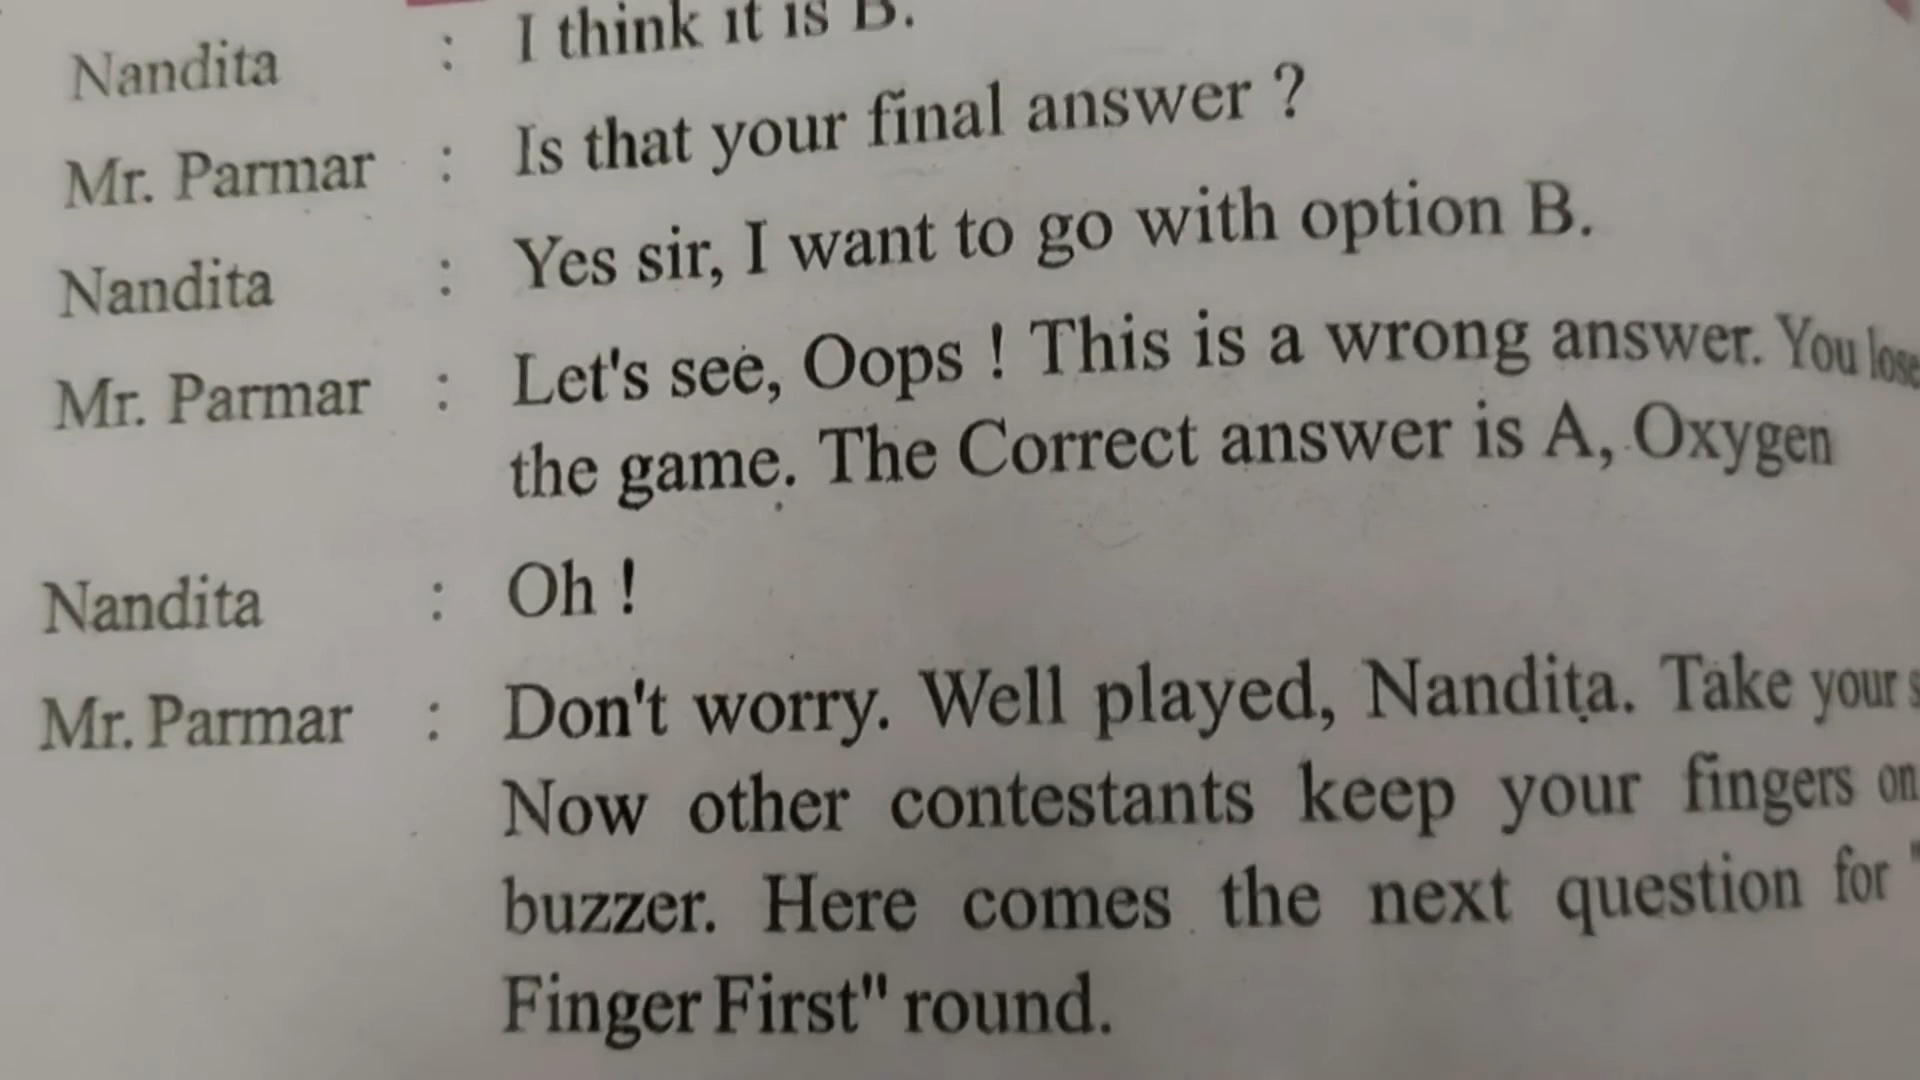 Nandita : I think it is B.
Mr. Parmar : Is that your final answer ?
Nandita : Yes sir, I want to go with option B.
Mr. Parmar : Let's see, Oops ! This is a wrong answer. You lose
the game. The Correct answer is A, Oxygen
Nandita : Oh !
Mr. Parmar : Don't worry. Well played, Nandita. Take your
Now other contestants keep your fingers on
buzzer. Here comes the next question for "
Finger First" round.